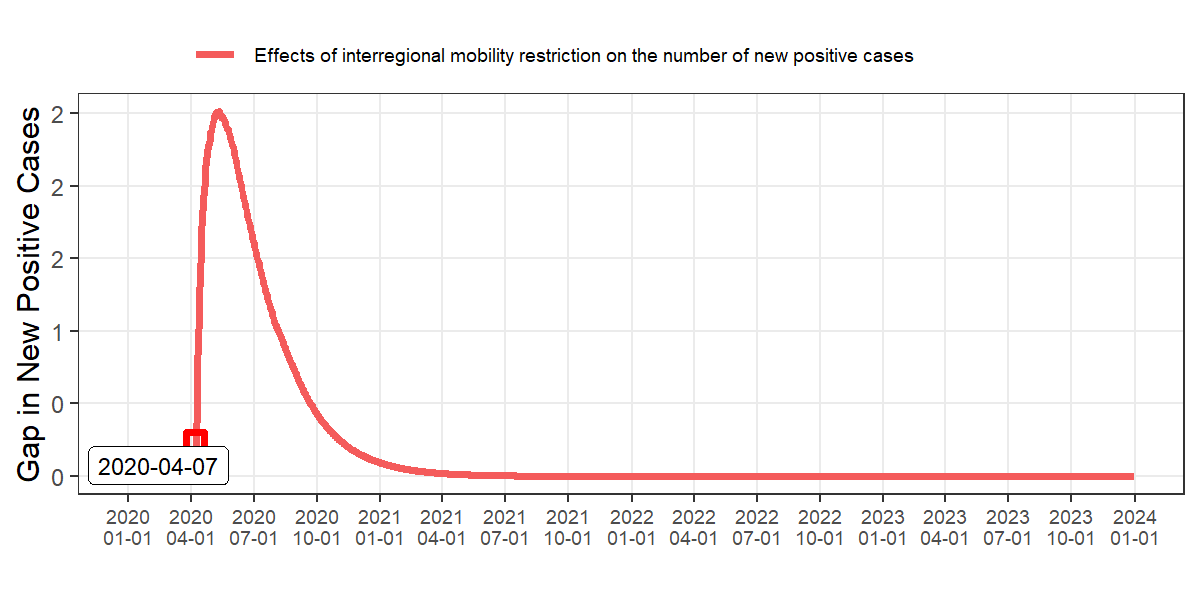 Effects of interregional mobility restriction on the number of new positive cases
Gap in New Positive Cases
2
2
2
1
0
0
2020-04-07
2020 2020 2020 2020 2021 2021 2021 2021 2022 2022 2022 2022 2023 2023 2023 2023 2024
01-01 04-01 07-01 10-01 01-01 04-01 07-01 10-01 01-01 04-01 07-01 10-01 01-01 04-01 07-01 10-01 01-01